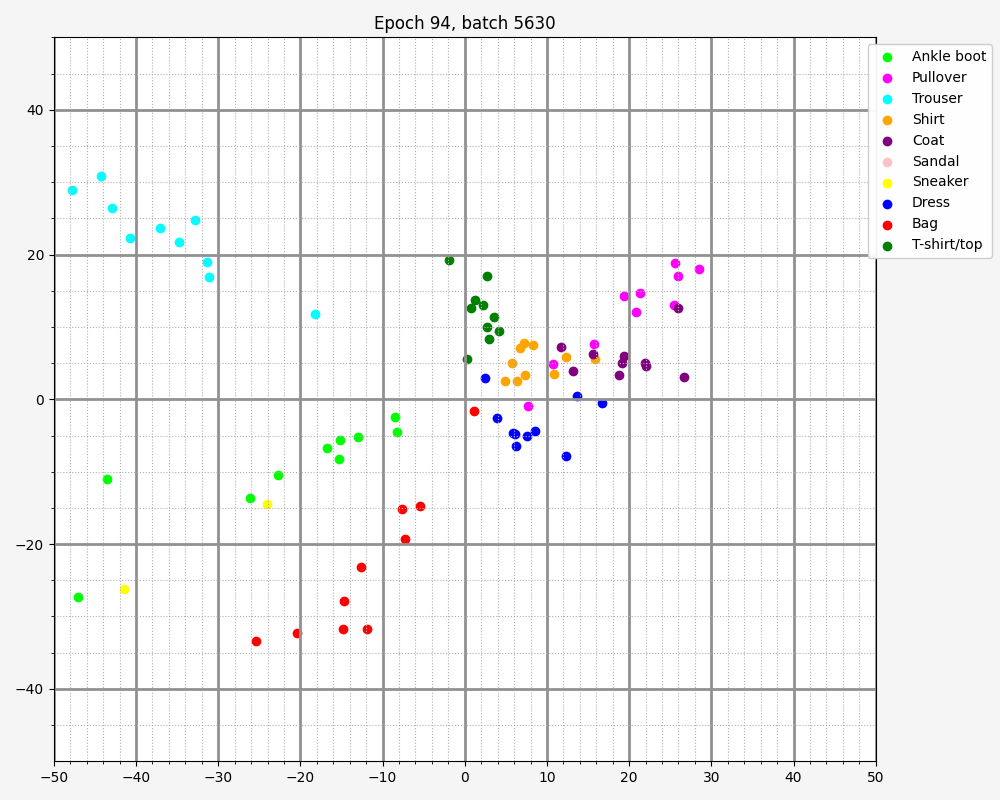 Epoch 94, batch 5630
Ankle boot
Pullover
Trouser
Shirt
Coat
Sandal
Sneaker
Dress
Bag
T-shirt/top
40
20
0
−20
−40
−50 −40 −30 −20 −10 0 10 20 30 40 50